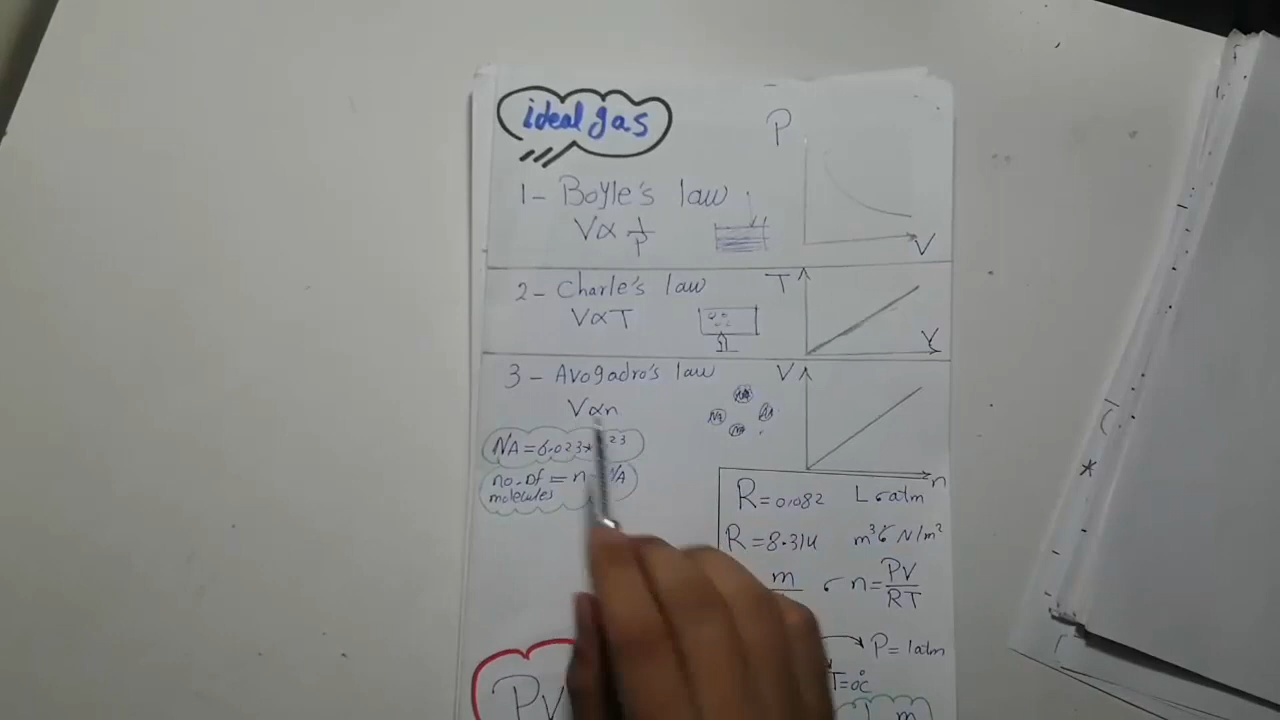 ideal gas
P
1- Boyle's law
V∝ 1/P
V
2- Charle's law
T
V∝T
V
3- Avogadro's law
V
V∝n
NA=6.023*
23
no. of = n
molecules
n
R=0.082 L, atm
R=8.314 m³, N/m²
m
, n= PV/RT
P=1atm
T=0°C
PV
m